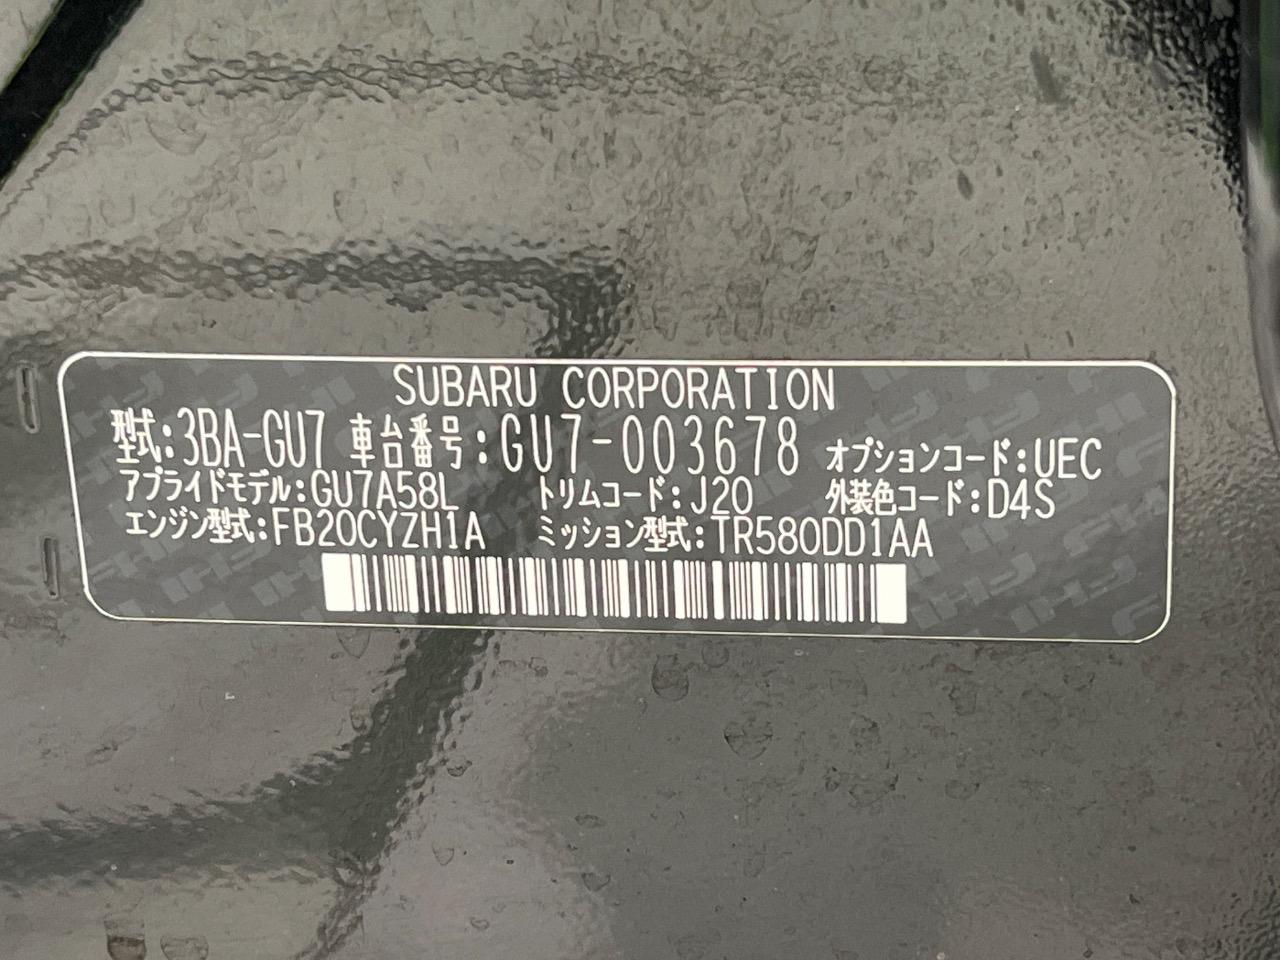 SUBARU CORPORATION
型式:3BA-GU7 車台番号:GU7-003678 オプションコード:UEC
アプライドモデル:GU7A58L トリムコード:J20 外装色コード:D4S
エンジン型式:FB20CYZH1A ミッション型式:TR580DD1AA